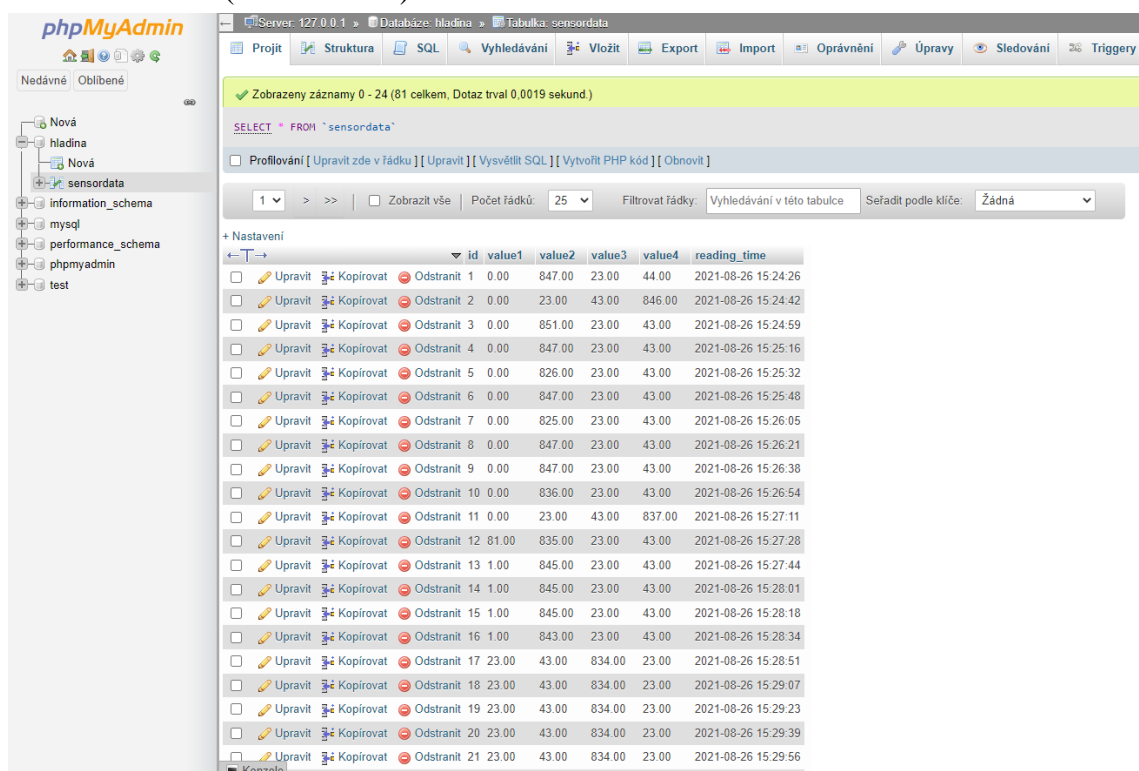 phpMyAdmin
Nedávné Oblíbené
Nová
hladina
Nová
sensordata
information_schema
mysql
performance_schema
phpmyadmin
test
Server: 127.0.0.1 » Databáze: hladina » Tabulka: sensordata
Projít Struktura SQL Vyhledávání Vložit Export Import Oprávnění Úpravy Sledování Triggery
Zobrazeny záznamy 0 - 24 (81 celkem, Dotaz trval 0,0019 sekund.)
SELECT * FROM `sensordata`
Profilování [ Upravit zde v řádku ] [ Upravit ] [ Vysvětlit SQL ] [ Vytvořit PHP kód ] [ Obnovit ]
1 > >> | Zobrazit vše | Počet řádků: 25 Filtrovat řádky: Vyhledávání v této tabulce Seřadit podle klíče: Žádná
+ Nastavení
←T→ id value1 value2 value3 value4 reading_time
Upravit Kopírovat Odstranit 1 0.00 847.00 23.00 44.00 2021-08-26 15:24:26
Upravit Kopírovat Odstranit 2 0.00 23.00 43.00 846.00 2021-08-26 15:24:42
Upravit Kopírovat Odstranit 3 0.00 851.00 23.00 43.00 2021-08-26 15:24:59
Upravit Kopírovat Odstranit 4 0.00 847.00 23.00 43.00 2021-08-26 15:25:16
Upravit Kopírovat Odstranit 5 0.00 826.00 23.00 43.00 2021-08-26 15:25:32
Upravit Kopírovat Odstranit 6 0.00 847.00 23.00 43.00 2021-08-26 15:25:48
Upravit Kopírovat Odstranit 7 0.00 825.00 23.00 43.00 2021-08-26 15:26:05
Upravit Kopírovat Odstranit 8 0.00 847.00 23.00 43.00 2021-08-26 15:26:21
Upravit Kopírovat Odstranit 9 0.00 847.00 23.00 43.00 2021-08-26 15:26:38
Upravit Kopírovat Odstranit 10 0.00 836.00 23.00 43.00 2021-08-26 15:26:54
Upravit Kopírovat Odstranit 11 0.00 23.00 43.00 837.00 2021-08-26 15:27:11
Upravit Kopírovat Odstranit 12 81.00 835.00 23.00 43.00 2021-08-26 15:27:28
Upravit Kopírovat Odstranit 13 1.00 845.00 23.00 43.00 2021-08-26 15:27:44
Upravit Kopírovat Odstranit 14 1.00 845.00 23.00 43.00 2021-08-26 15:28:01
Upravit Kopírovat Odstranit 15 1.00 845.00 23.00 43.00 2021-08-26 15:28:18
Upravit Kopírovat Odstranit 16 1.00 843.00 23.00 43.00 2021-08-26 15:28:34
Upravit Kopírovat Odstranit 17 23.00 43.00 834.00 23.00 2021-08-26 15:28:51
Upravit Kopírovat Odstranit 18 23.00 43.00 834.00 23.00 2021-08-26 15:29:07
Upravit Kopírovat Odstranit 19 23.00 43.00 834.00 23.00 2021-08-26 15:29:23
Upravit Kopírovat Odstranit 20 23.00 43.00 834.00 23.00 2021-08-26 15:29:39
Upravit Kopírovat Odstranit 21 23.00 43.00 834.00 23.00 2021-08-26 15:29:56